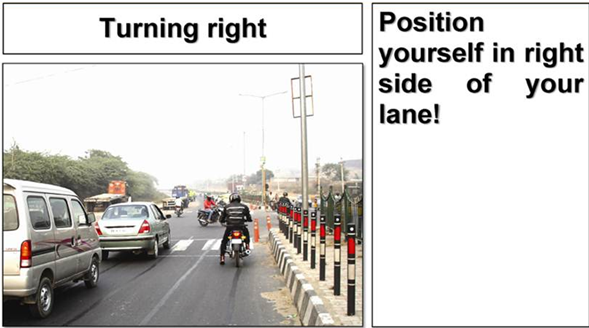 Turning right
Position
yourself in right
side of your
lane!